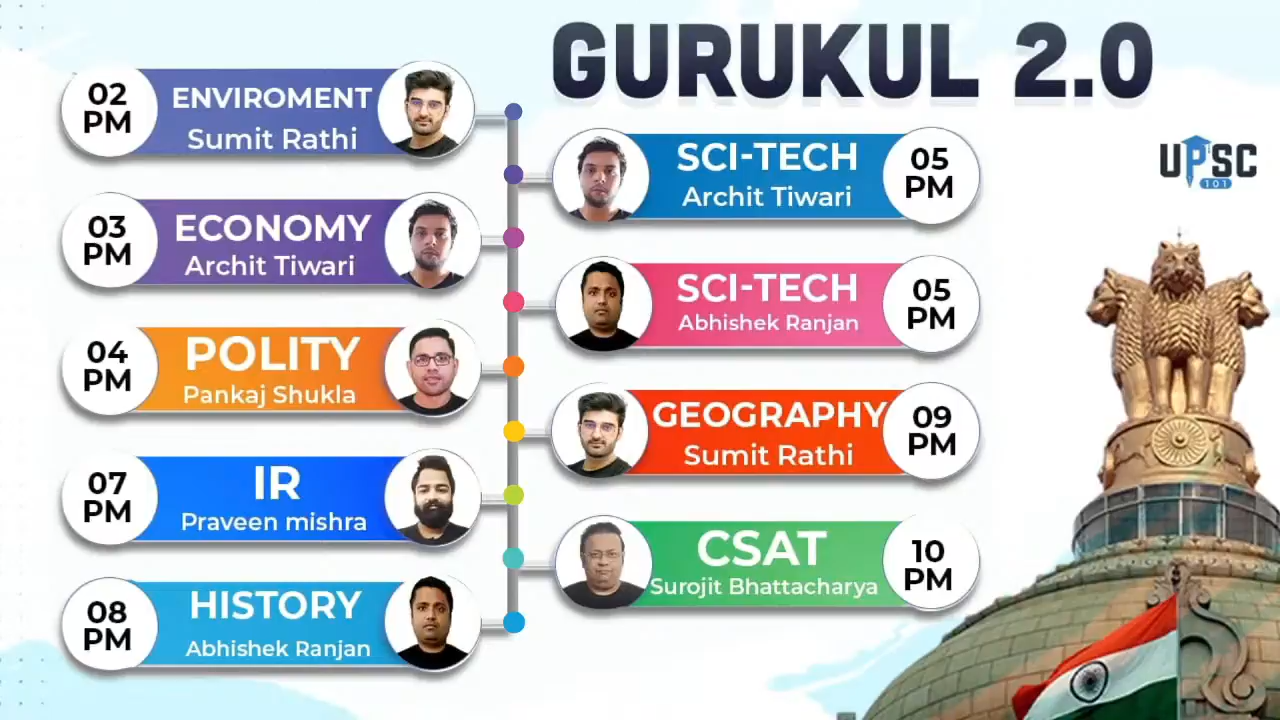 GURUKUL 2.0
02
PM
ENVIROMENT
Sumit Rathi
03
PM
ECONOMY
Archit Tiwari
04
PM
POLITY
Pankaj Shukla
07
PM
IR
Praveen mishra
08
PM
HISTORY
Abhishek Ranjan
SCI-TECH
Archit Tiwari
05
PM
SCI-TECH
Abhishek Ranjan
05
PM
GEOGRAPHY
Sumit Rathi
09
PM
CSAT
Surojit Bhattacharya
10
PM
UPSC
101